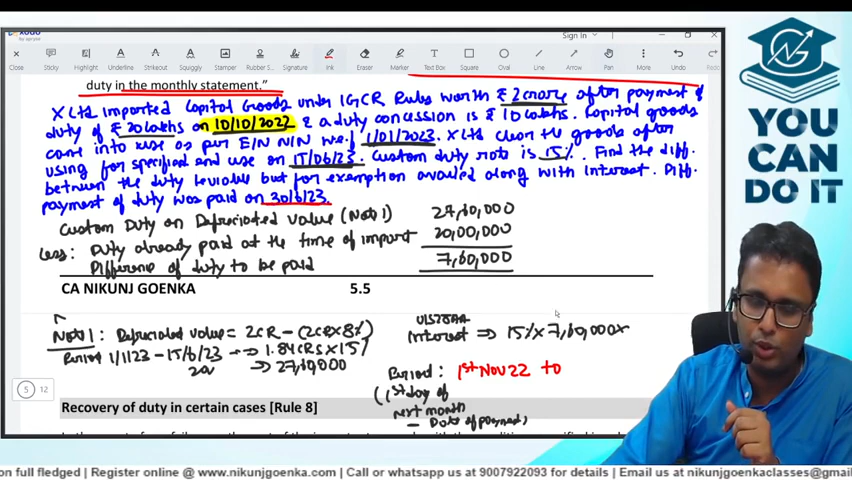 Sign In
Close
Sticky
Highlight
Underline
Strikeout
Squiggly
Stamper
Rubber S...
Signature
Ink
Eraser
Marker
Text Box
Square
Oval
Line
Arrow
Pan
More
Undo
Redo
duty in the monthly statement."
X Ltd imported Capital Goods under IGCR Rules worth ₹ 2 crore after payment of
duty of ₹ 20 lakhs on 10/10/2022 & a duty concession is ₹ 10 lakhs. Capital goods
came into use as per EIN NIN w.e.f 1/01/2023. X Ltd clear the goods after
using for specified end use on 15/06/23. Custom duty rate is 15%. Find the diff.
between the duty leviable but for exemption availed along with interest. Diff.
payment of duty was paid on 30/6/23.
Custom Duty on Depreciated value (Note 1) 27,60,000
Less: Duty already paid at the time of import 20,00,000
Difference of duty to be paid 7,60,000
CA NIKUNJ GOENKA 5.5
Note 1: Depreciated value = 2CR - (2CR x 8%)
Period 1/1/23 - 15/6/23 → 1.84CRS x 15%
2Q → 27,60,000
U/S 28AA
Interest ⇒ 15% x 7,60,000 x
Period: 1st Nov 22 to
(1st day of
next month
- Date of payment)
5 12
Recovery of duty in certain cases [Rule 8]
NG
YOU
CAN
DO IT
on full fledged | Register online @ www.nikunjgoenka.com | Call or whatsapp us at 9007922093 for details | Email us at nikunjgoenkaclasses@gmai